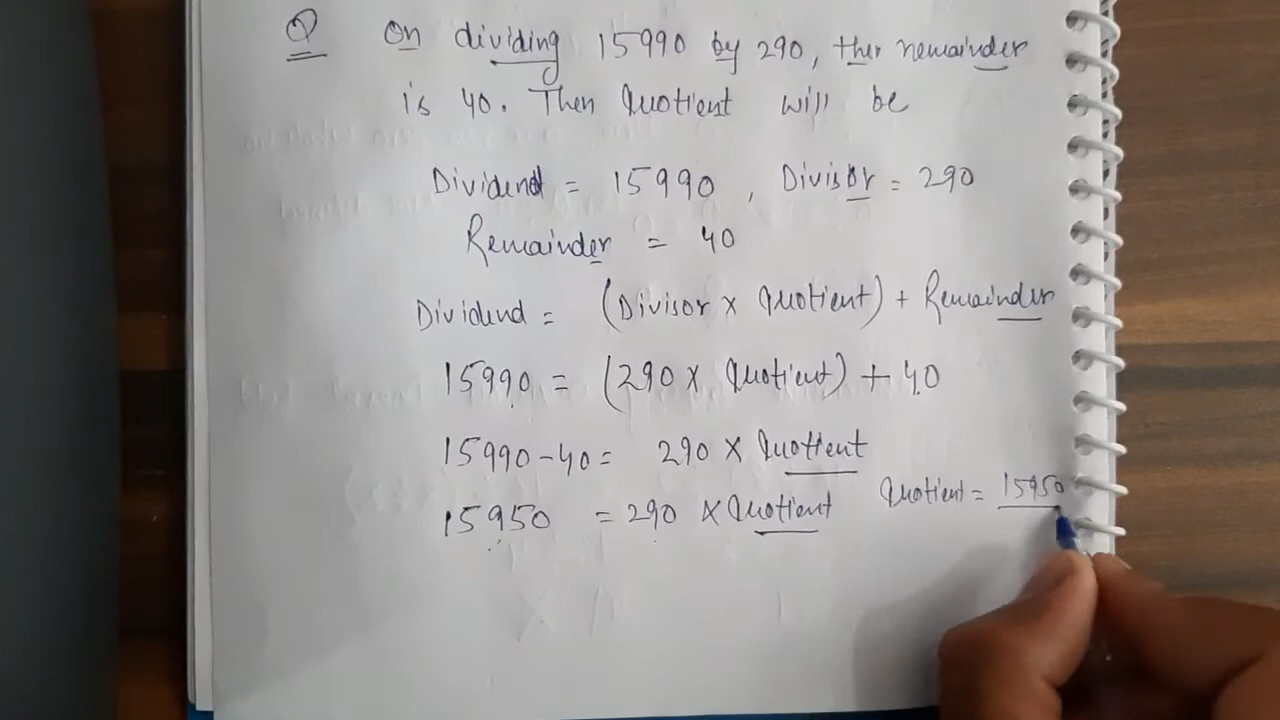 Q On dividing 15990 by 290, ther remainder
is 40. Then Quotient will be
Dividend = 15990, Divisor = 290
Remainder = 40
Dividend = (Divisor x Quotient) + Remainder
15990 = (290 x Quotient) + 40
15990 - 40 = 290 x Quotient
15950 = 290 x Quotient
Quotient = 15950